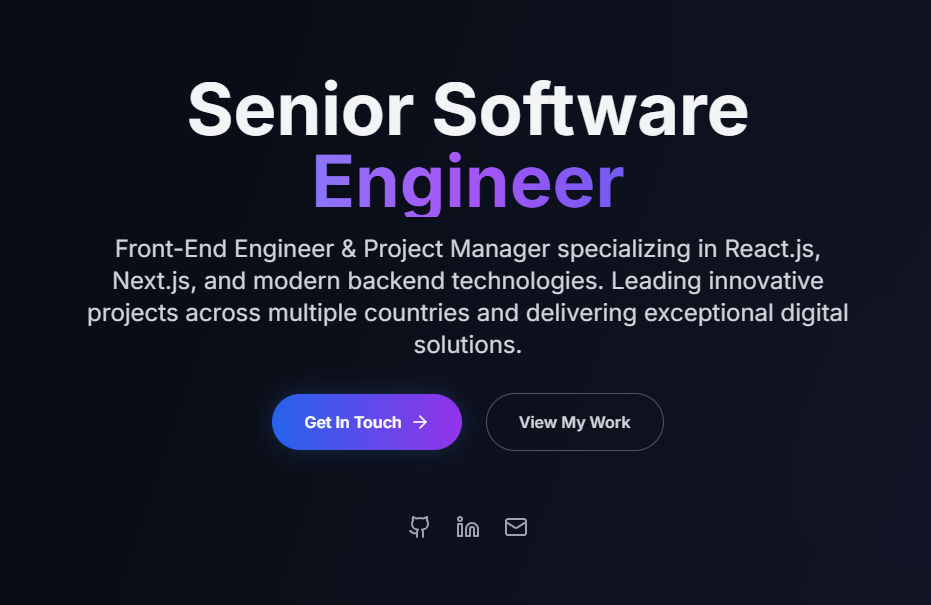 Senior Software
Engineer
Front-End Engineer & Project Manager specializing in React.js,
Next.js, and modern backend technologies. Leading innovative
projects across multiple countries and delivering exceptional digital
solutions.
Get In Touch →
View My Work